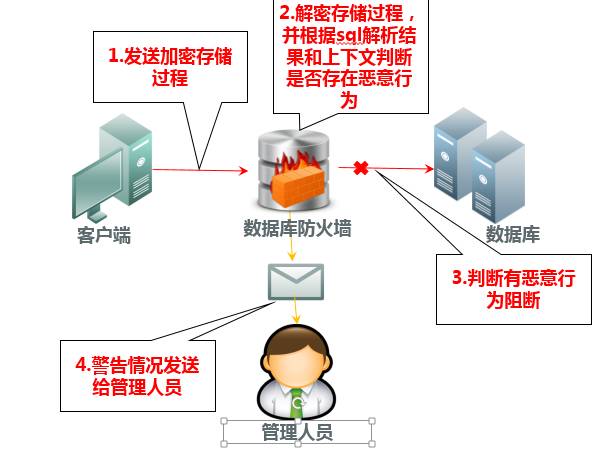 1.发送加密存储
过程
2.解密存储过程，
并根据sql解析结
果和上下文判断
是否存在恶意行
为
客户端
数据库防火墙
数据库
3.判断有恶意行
为阻断
4.警告情况发送
给管理人员
管理人员